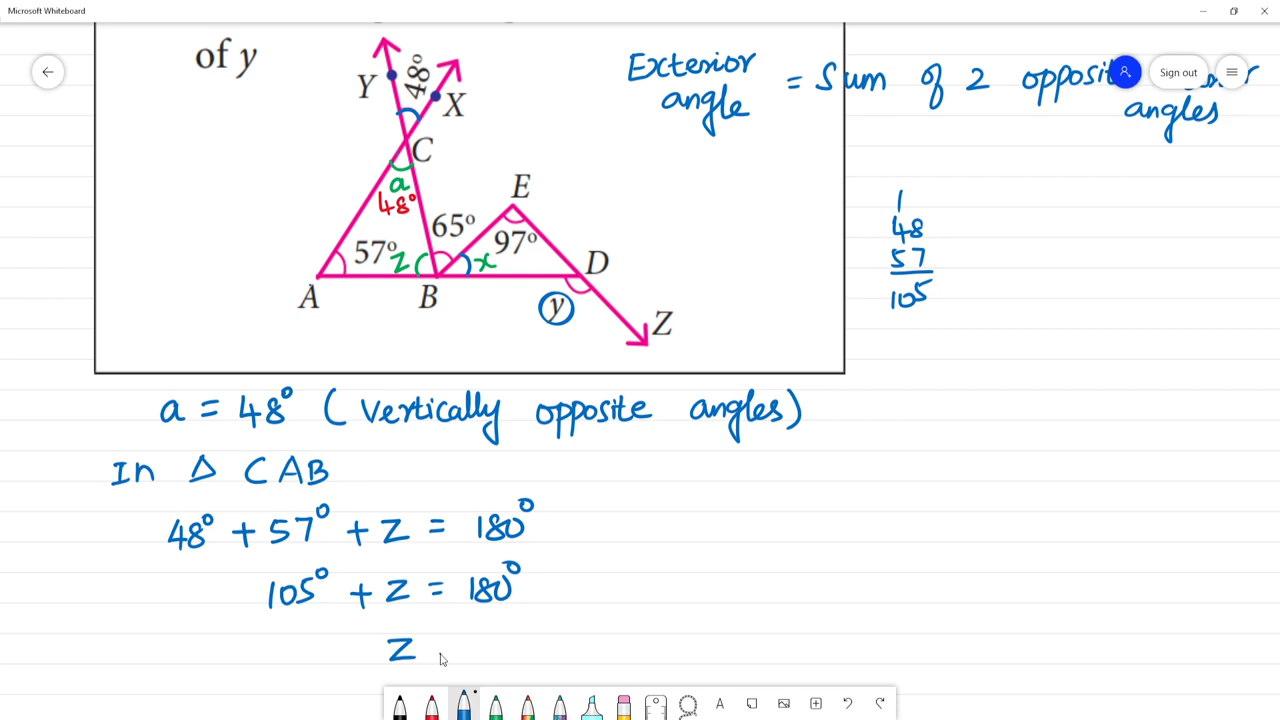 Microsoft Whiteboard
of y
Y
48°
X
C
a
48°
E
65°
57°
z
x
97°
D
A
B
y
Z
Exterior angle = Sum of 2 opposit
angles
Sign out
1
48
57
105
a = 48° (Vertically opposite angles)
In Δ CAB
48° + 57° + z = 180°
105° + z = 180°
z
A